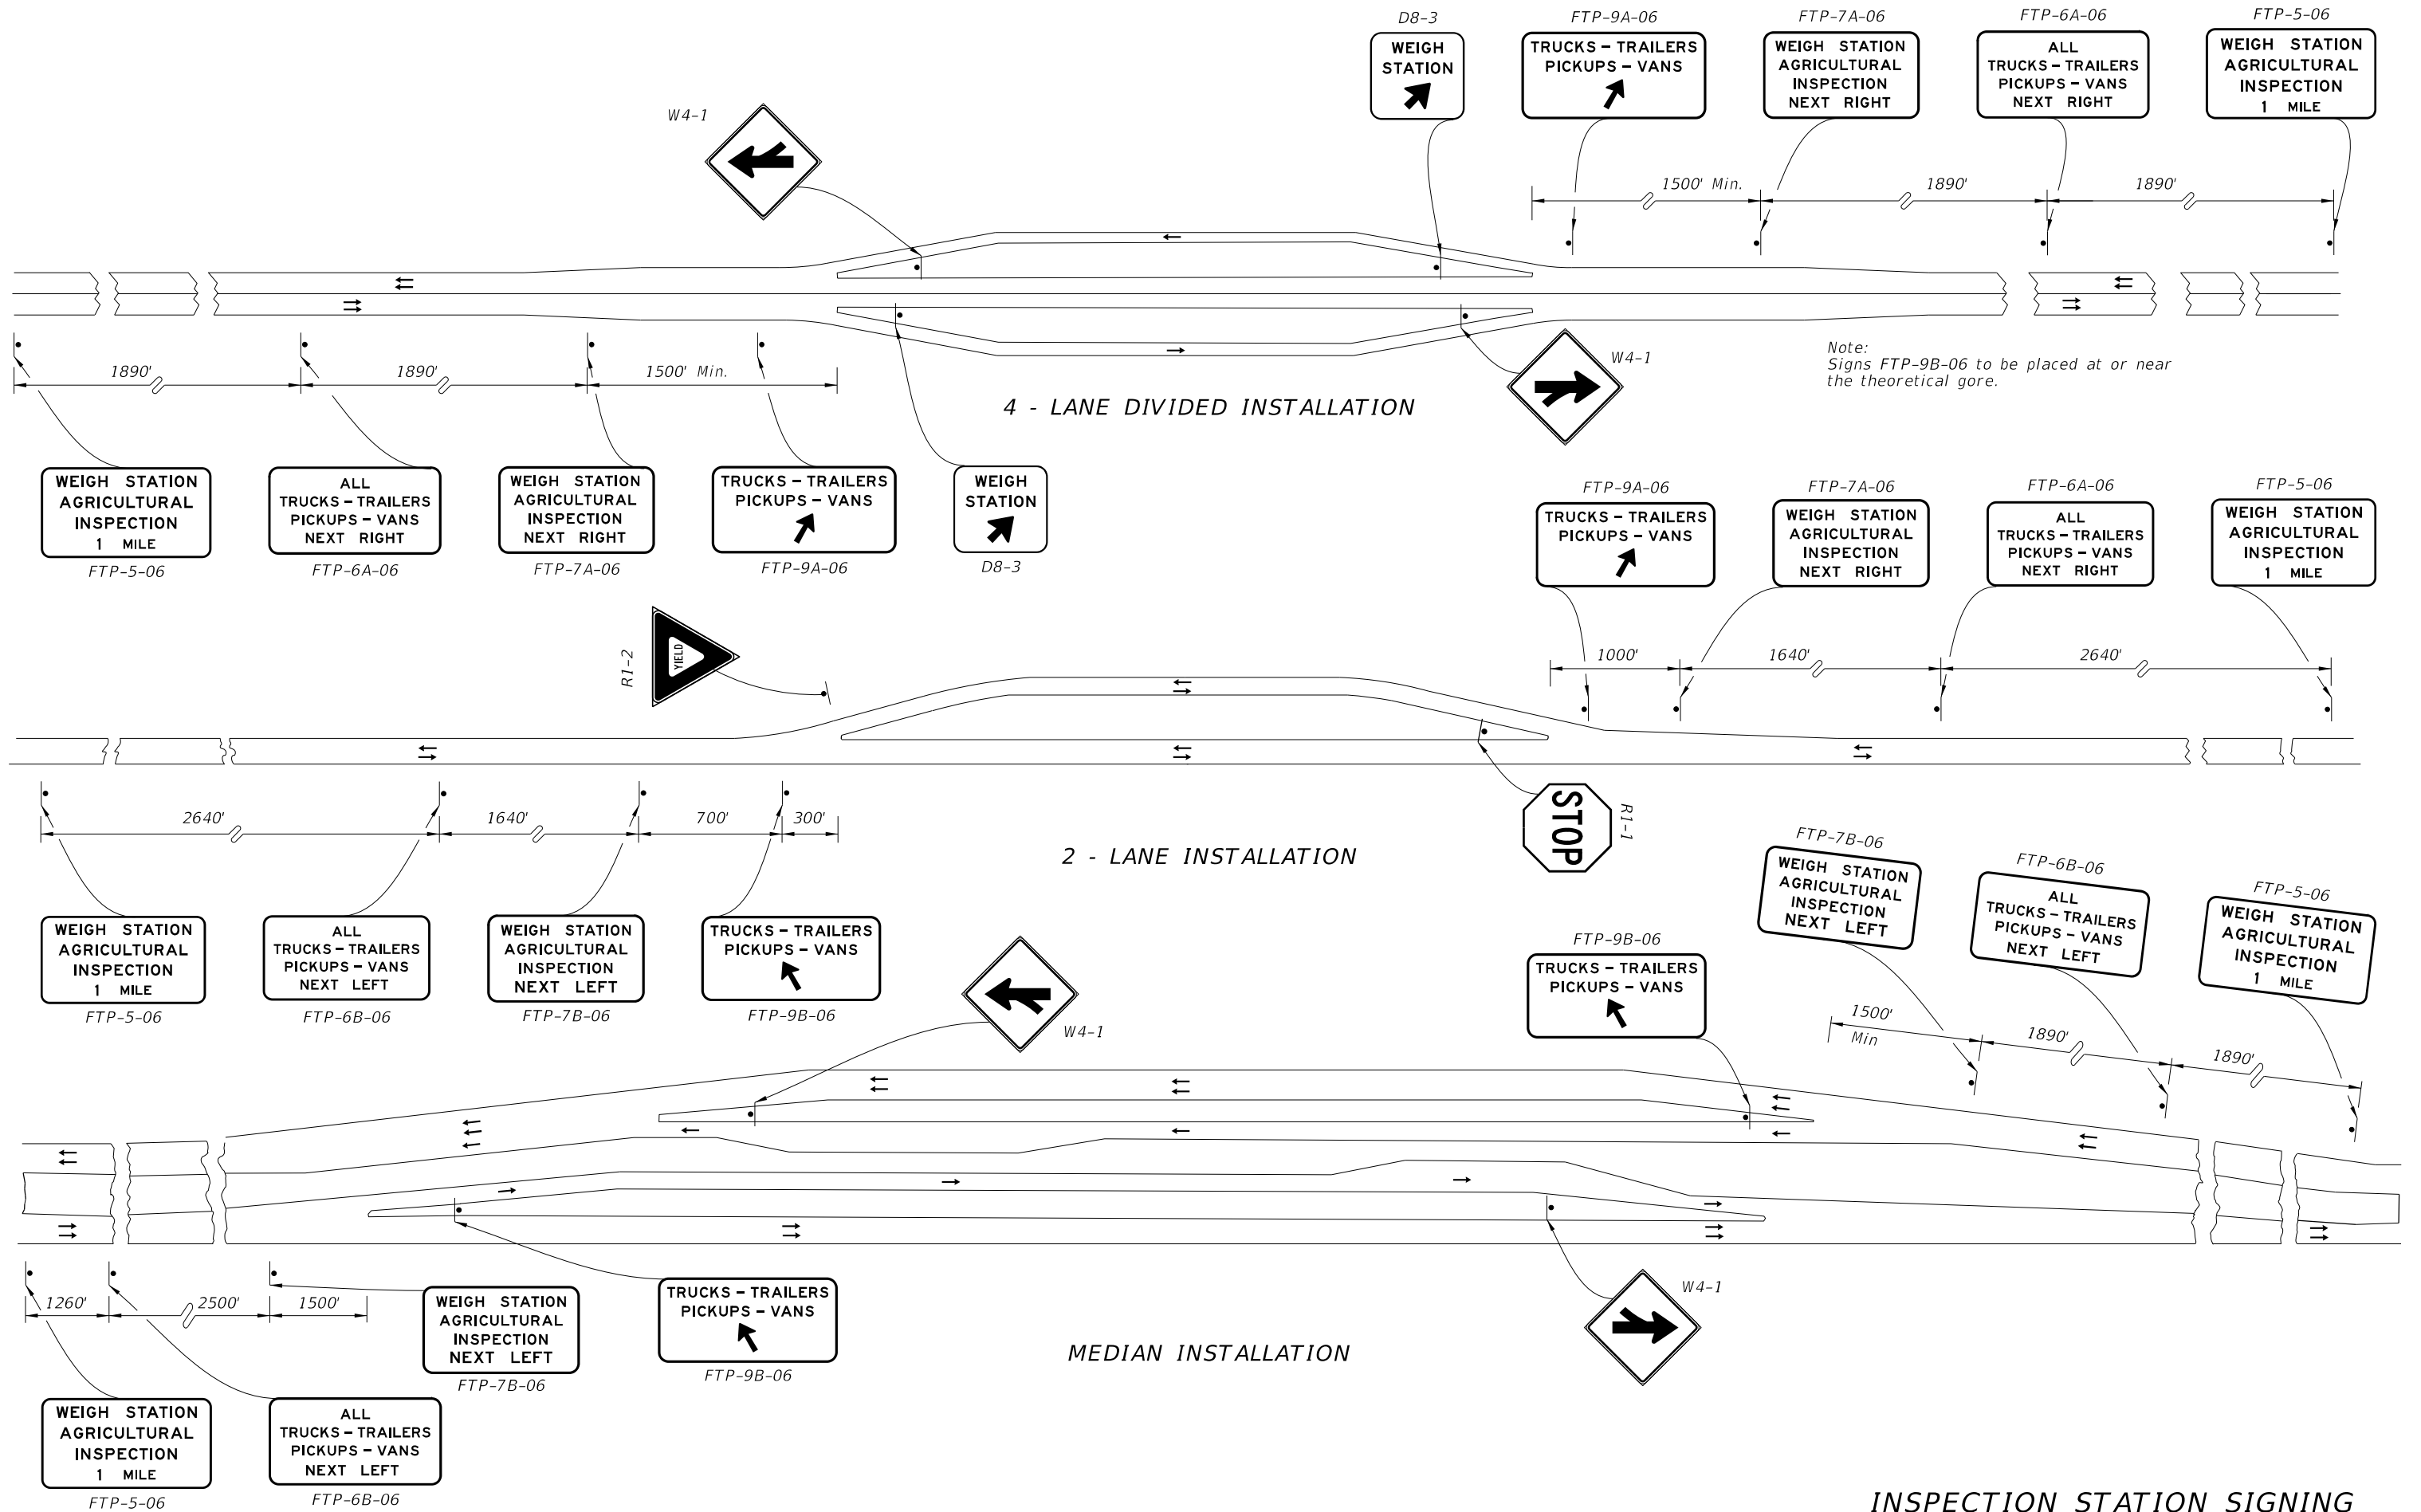 D8-3
FTP-9A-06
FTP-7A-06
FTP-6A-06
FTP-5-06
WEIGH
STATION
TRUCKS – TRAILERS
PICKUPS – VANS
WEIGH STATION
AGRICULTURAL
INSPECTION
NEXT RIGHT
ALL
TRUCKS – TRAILERS
PICKUPS – VANS
NEXT RIGHT
WEIGH STATION
AGRICULTURAL
INSPECTION
1 MILE
W4-1
1500' Min.
1890'
1890'
1890'
1890'
1500' Min.
W4-1
Note:
Signs FTP-9B-06 to be placed at or near
the theoretical gore.
4 - LANE DIVIDED INSTALLATION
WEIGH STATION
AGRICULTURAL
INSPECTION
1 MILE
FTP-5-06
ALL
TRUCKS – TRAILERS
PICKUPS – VANS
NEXT RIGHT
FTP-6A-06
WEIGH STATION
AGRICULTURAL
INSPECTION
NEXT RIGHT
FTP-7A-06
TRUCKS – TRAILERS
PICKUPS – VANS
FTP-9A-06
WEIGH
STATION
D8-3
FTP-9A-06
TRUCKS – TRAILERS
PICKUPS – VANS
FTP-7A-06
WEIGH STATION
AGRICULTURAL
INSPECTION
NEXT RIGHT
FTP-6A-06
ALL
TRUCKS – TRAILERS
PICKUPS – VANS
NEXT RIGHT
FTP-5-06
WEIGH STATION
AGRICULTURAL
INSPECTION
1 MILE
R1-2
YIELD
1000'
1640'
2640'
2640'
1640'
700'
300'
STOP
R1-1
2 - LANE INSTALLATION
WEIGH STATION
AGRICULTURAL
INSPECTION
1 MILE
FTP-5-06
ALL
TRUCKS – TRAILERS
PICKUPS – VANS
NEXT LEFT
FTP-6B-06
WEIGH STATION
AGRICULTURAL
INSPECTION
NEXT LEFT
FTP-7B-06
TRUCKS – TRAILERS
PICKUPS – VANS
FTP-9B-06
W4-1
FTP-9B-06
TRUCKS – TRAILERS
PICKUPS – VANS
FTP-7B-06
WEIGH STATION
AGRICULTURAL
INSPECTION
NEXT LEFT
FTP-6B-06
ALL
TRUCKS – TRAILERS
PICKUPS – VANS
NEXT LEFT
FTP-5-06
WEIGH STATION
AGRICULTURAL
INSPECTION
1 MILE
1500'
Min
1890'
1890'
1260'
2500'
1500'
WEIGH STATION
AGRICULTURAL
INSPECTION
NEXT LEFT
FTP-7B-06
TRUCKS – TRAILERS
PICKUPS – VANS
FTP-9B-06
W4-1
MEDIAN INSTALLATION
WEIGH STATION
AGRICULTURAL
INSPECTION
1 MILE
FTP-5-06
ALL
TRUCKS – TRAILERS
PICKUPS – VANS
NEXT LEFT
FTP-6B-06
INSPECTION STATION SIGNING